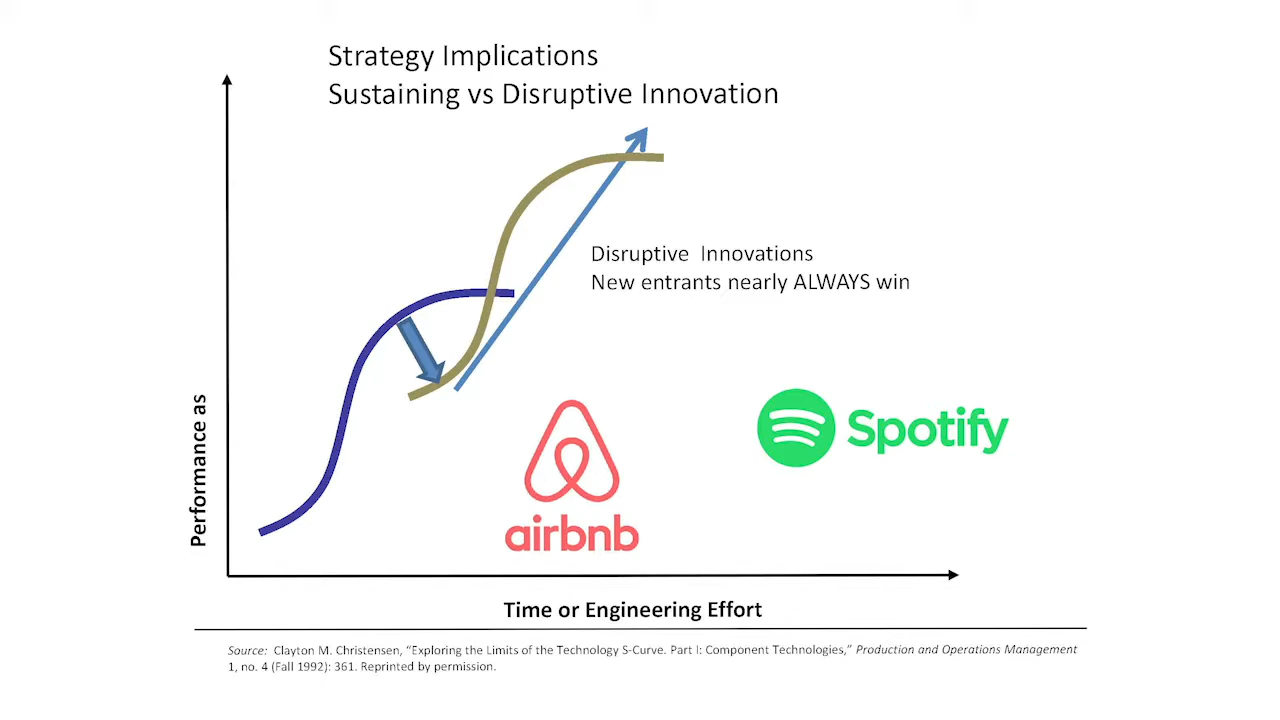 Strategy Implications
Sustaining vs Disruptive Innovation
Disruptive Innovations
New entrants nearly ALWAYS win
Performance as
airbnb
Spotify
Time or Engineering Effort
Source: Clayton M. Christensen, “Exploring the Limits of the Technology S-Curve. Part I: Component Technologies,” Production and Operations Management
1, no. 4 (Fall 1992): 361. Reprinted by permission.